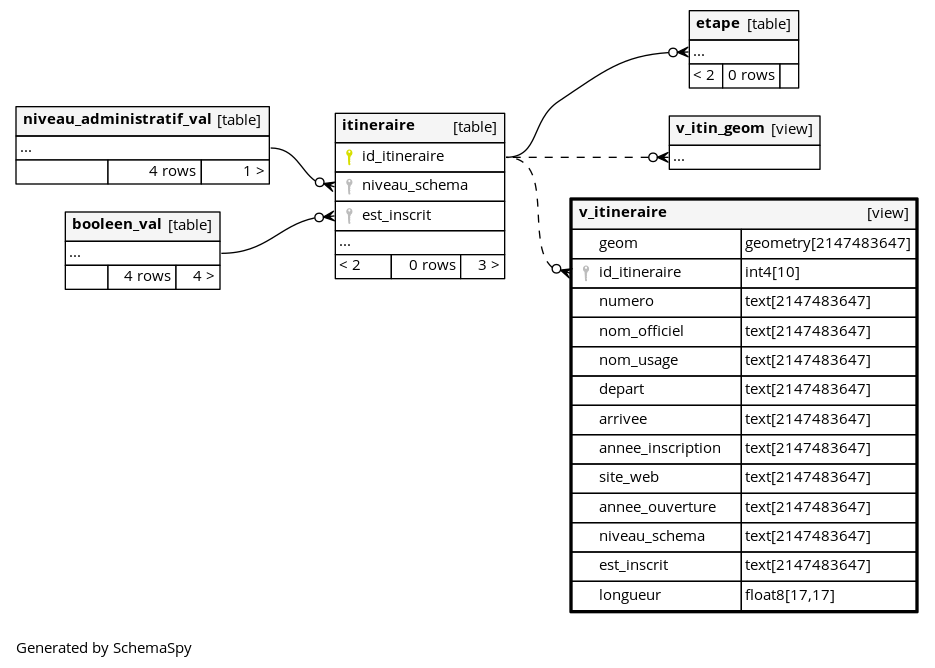 etape [table]
...
< 2 0 rows
niveau_administratif_val [table]
...
4 rows 1 >
booleen_val [table]
...
4 rows 4 >
itineraire [table]
id_itineraire
niveau_schema
est_inscrit
...
< 2 0 rows 3 >
v_itin_geom [view]
...
v_itineraire [view]
geom geometry[2147483647]
id_itineraire int4[10]
numero text[2147483647]
nom_officiel text[2147483647]
nom_usage text[2147483647]
depart text[2147483647]
arrivee text[2147483647]
annee_inscription text[2147483647]
site_web text[2147483647]
annee_ouverture text[2147483647]
niveau_schema text[2147483647]
est_inscrit text[2147483647]
longueur float8[17,17]
Generated by SchemaSpy